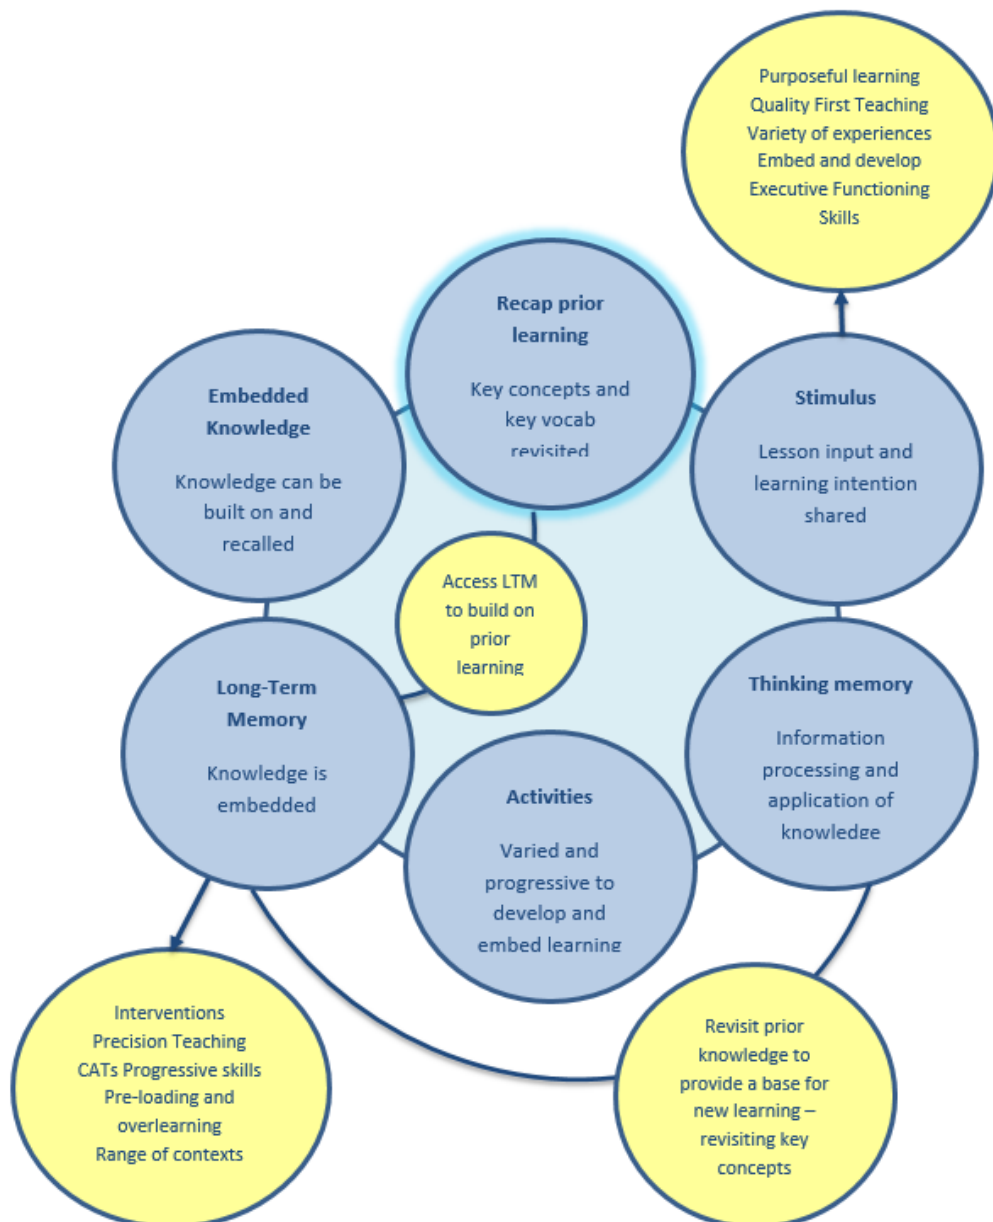 Purposeful learning
Quality First Teaching
Variety of experiences
Embed and develop
Executive Functioning
Skills
Recap prior
learning
Key concepts and
key vocab
revisited
Embedded
Knowledge
Knowledge can be
built on and
recalled
Stimulus
Lesson input and
learning intention
shared
Access LTM
to build on
prior
learning
Long-Term
Memory
Knowledge is
embedded
Thinking memory
Information
processing and
application of
knowledge
Activities
Varied and
progressive to
develop and
embed learning
Interventions
Precision Teaching
CATs Progressive skills
Pre-loading and
overlearning
Range of contexts
Revisit prior
knowledge to
provide a base for
new learning –
revisiting key
concepts